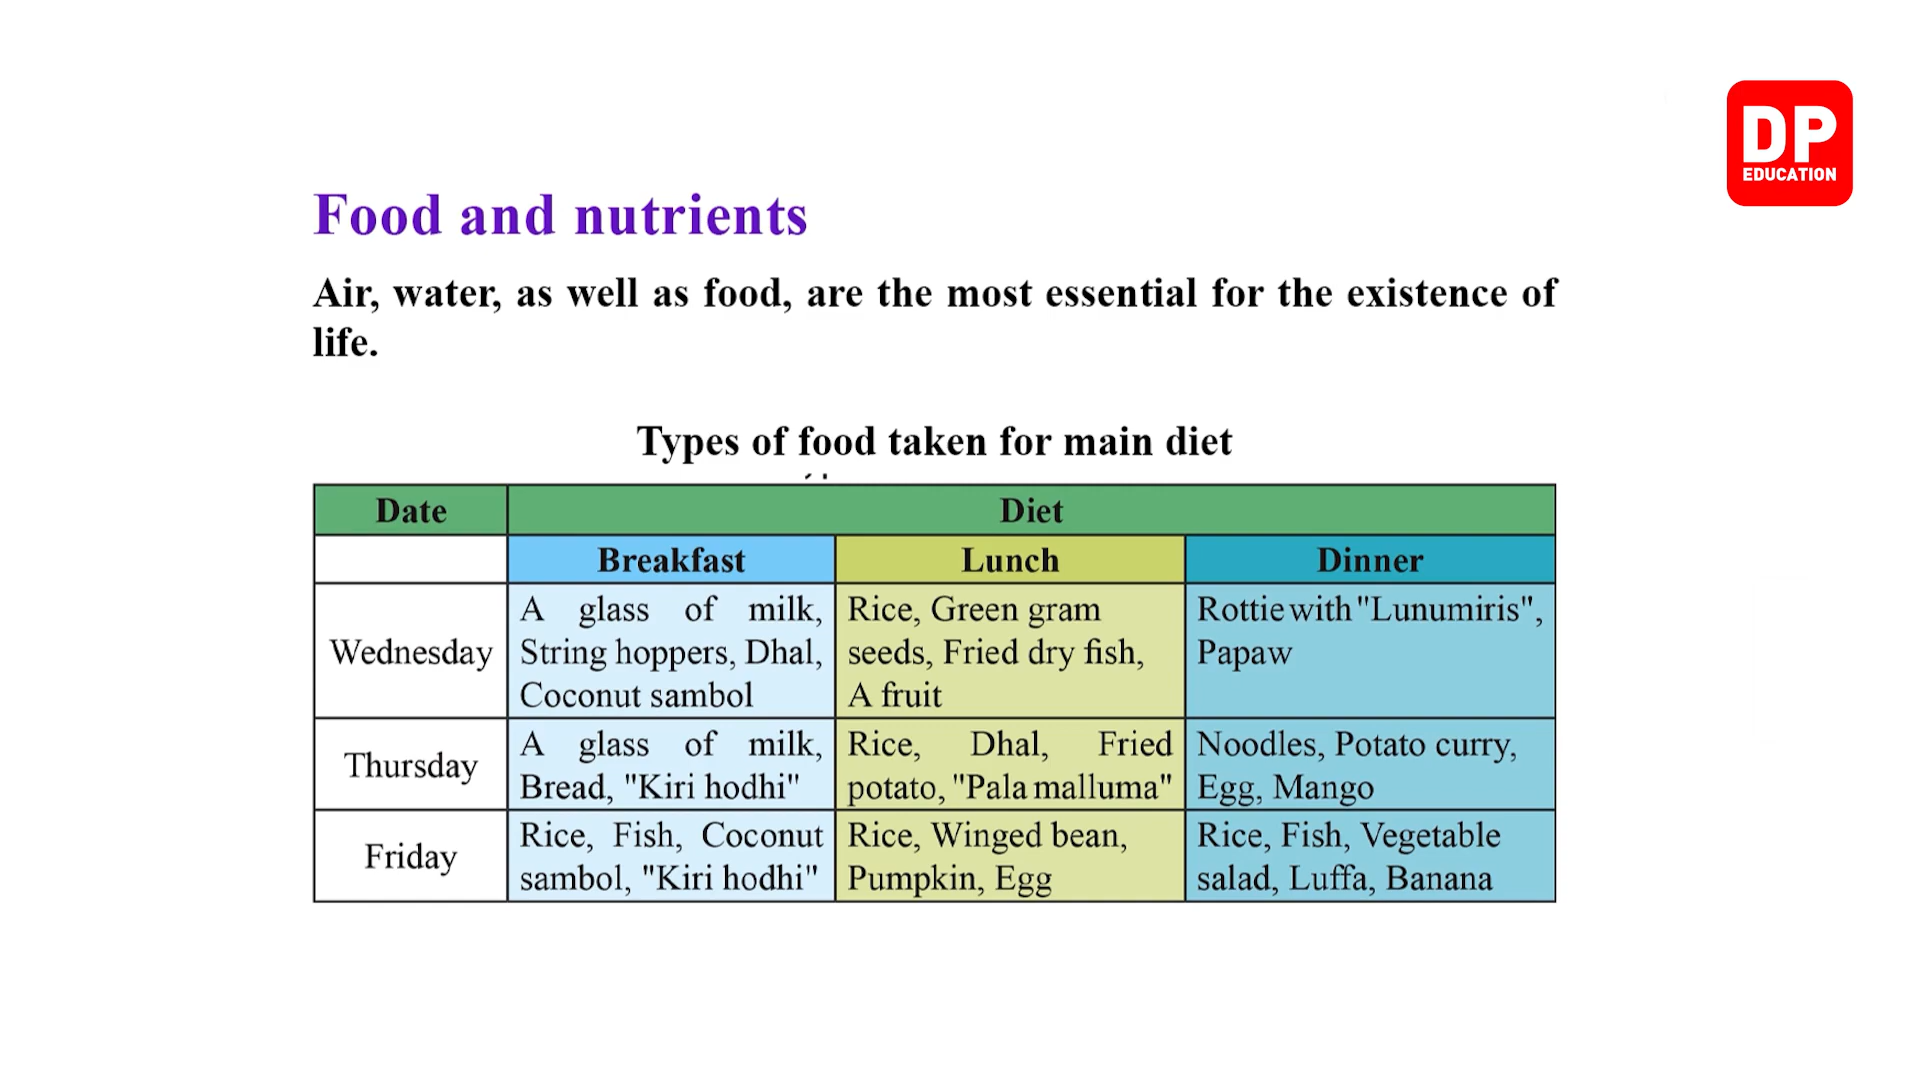 DP
EDUCATION
Food and nutrients
Air, water, as well as food, are the most essential for the existence of
life.
Types of food taken for main diet
Date
Diet
Breakfast
Lunch
Dinner
Wednesday
A glass of milk,
String hoppers, Dhal,
Coconut sambol
Rice, Green gram
seeds, Fried dry fish,
A fruit
Rottie with "Lunumiris",
Papaw
Thursday
A glass of milk,
Bread, "Kiri hodhi"
Rice, Dhal, Fried
potato, "Pala malluma"
Noodles, Potato curry,
Egg, Mango
Friday
Rice, Fish, Coconut
sambol, "Kiri hodhi"
Rice, Winged bean,
Pumpkin, Egg
Rice, Fish, Vegetable
salad, Luffa, Banana